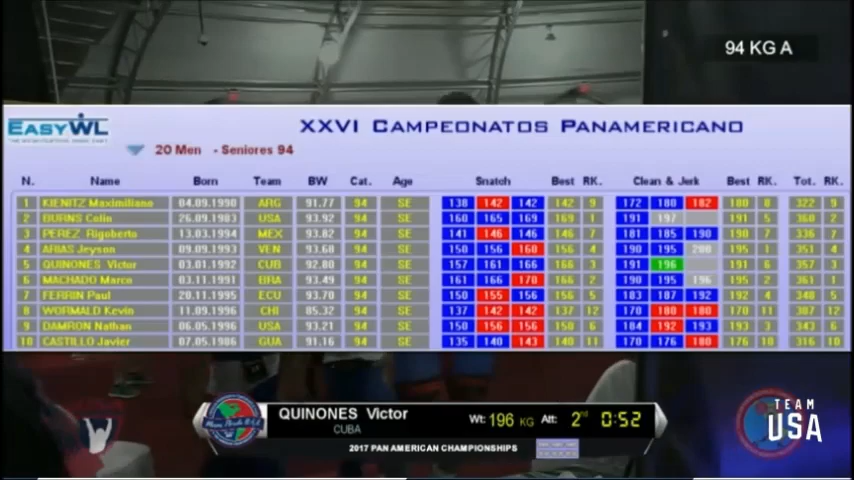 94 KG A
EASYWL
XXVI CAMPEONATOS PANAMERICANO
20 Men - Seniores 94
N. Name Born Team BW Cat. Age Snatch Best RK. Clean & Jerk Best RK. Tot. RK.
1 KIENITZ Maximiliano 04.09.1990 ARG 91.77 94 SE 138 142 142 142 9 172 180 182 180 8 322 9
2 BURNS Colin 26.09.1983 USA 93.92 94 SE 160 165 169 169 1 191 197 191 5 360 2
3 PEREZ Rigoberto 13.03.1994 MEX 93.82 94 SE 141 146 146 146 7 181 185 190 190 7 336 7
4 ARIAS Jeyson 09.09.1993 VEN 93.60 94 SE 150 156 160 156 4 190 195 200 195 1 351 4
5 QUINONES Victor 03.01.1992 CUB 92.80 94 SE 157 161 166 166 3 191 196 191 6 357 3
6 MACHADO Marco 03.11.1991 BRA 93.49 94 SE 161 166 170 166 2 190 195 196 195 2 361 1
7 FERRIN Paul 20.11.1995 ECU 93.70 94 SE 150 155 156 156 5 183 187 192 192 4 348 5
8 WORMALD Kevin 11.09.1996 CHI 85.32 94 SE 137 142 142 137 12 170 180 180 170 11 307 12
9 DAMRON Nathan 06.05.1996 USA 93.21 94 SE 150 156 156 150 6 184 192 193 193 3 343 6
10 CASTILLO Javier 07.05.1986 GUA 91.16 94 SE 135 140 143 140 11 170 176 180 176 10 316 10
QUINONES Victor Wt: 196 KG Att: 2nd 0:52
CUBA
2017 PAN AMERICAN CHAMPIONSHIPS
TEAM
USA